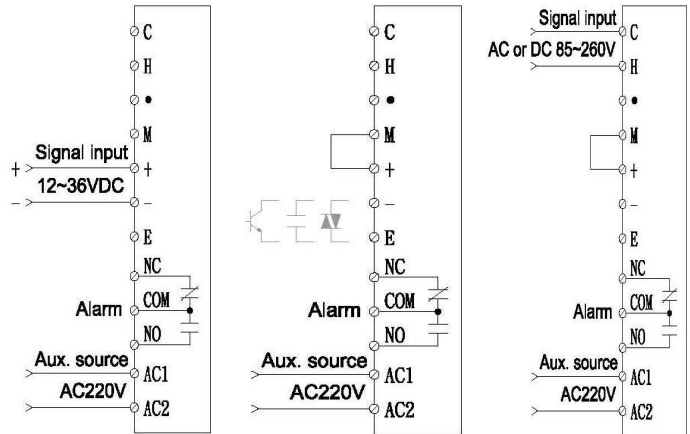 C
H
•
M
Signal input
+ +
12~36VDC
− −
E
NC
Alarm COM
NO
Aux. source
AC1
AC220V
AC2
C
H
•
M
+
−
E
NC
Alarm COM
NO
Aux. source
AC1
AC220V
AC2
Signal input
C
AC or DC 85~260V
H
•
M
+
−
E
NC
Alarm COM
NO
Aux. source
AC1
AC220V
AC2